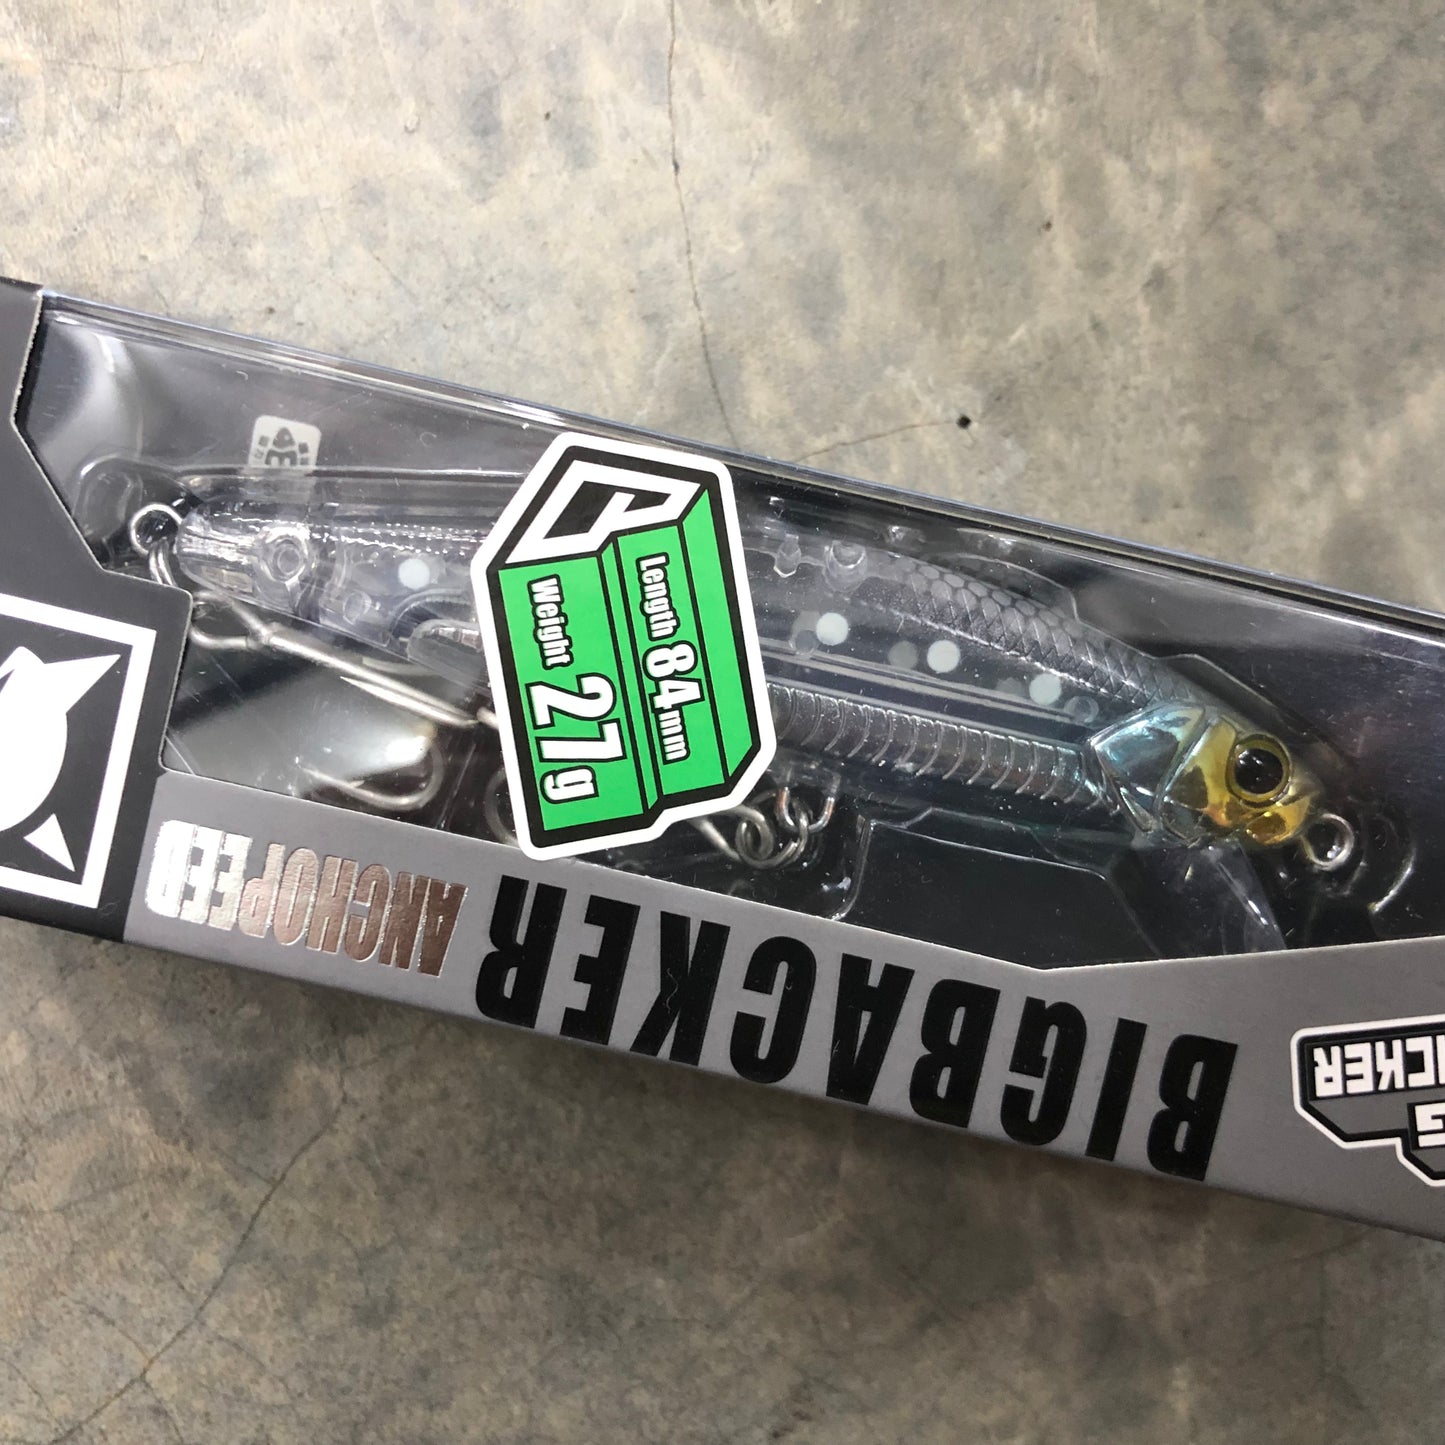 Length 84mm
Weight 27g
BIGBACKER
ANCHOPEED